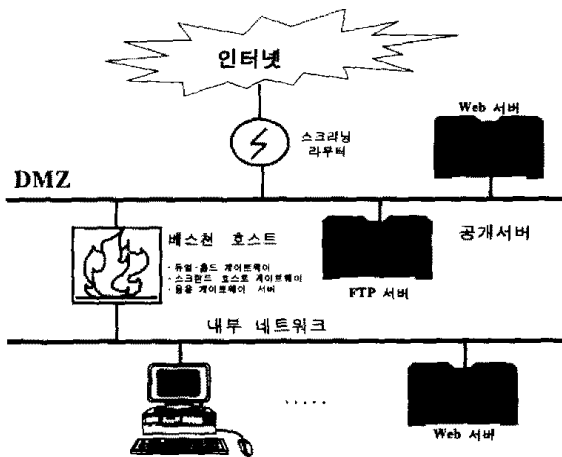 인터넷
Web 서버
스크리닝
라우터
DMZ
베스천 호스트
· 듀얼-홈드 게이트웨이
· 스크린드 호스트 게이트웨이
· 응용 게이트웨이 서버
공개서버
FTP 서버
내부 네트워크
.....
Web 서버